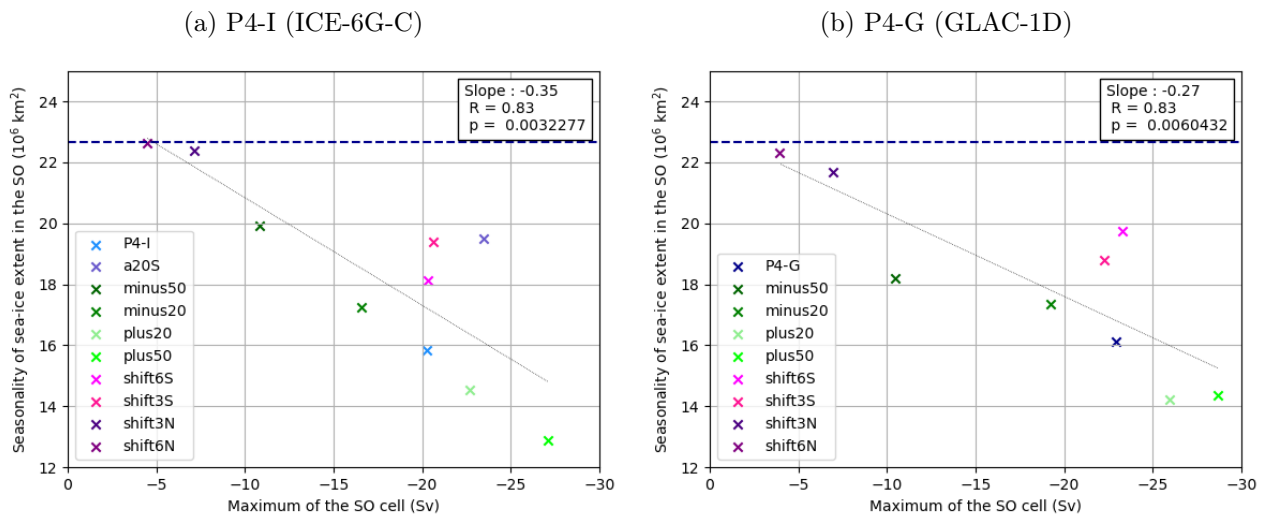 (a) P4-I (ICE-6G-C)
Seasonality of sea-ice extent in the SO (10⁶ km²)
24
22
20
18
16
14
12
Slope : -0.35
R = 0.83
p =  0.0032277
P4-I
a20S
minus50
minus20
plus20
plus50
shift6S
shift3S
shift3N
shift6N
0
−5
−10
−15
−20
−25
−30
Maximum of the SO cell (Sv)
(b) P4-G (GLAC-1D)
Seasonality of sea-ice extent in the SO (10⁶ km²)
24
22
20
18
16
14
12
Slope : -0.27
R = 0.83
p =  0.0060432
P4-G
minus50
minus20
plus20
plus50
shift6S
shift3S
shift3N
shift6N
0
−5
−10
−15
−20
−25
−30
Maximum of the SO cell (Sv)